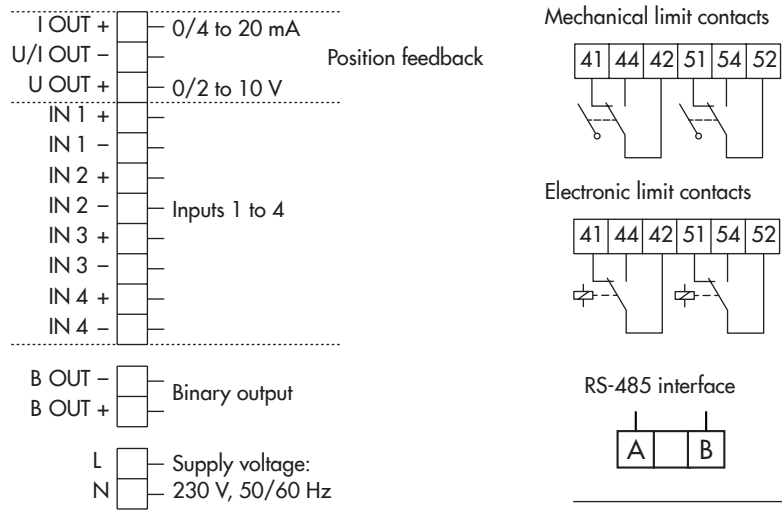 I OUT +
0/4 to 20 mA
U/I OUT –
Position feedback
U OUT +
0/2 to 10 V
IN 1 +
IN 1 –
IN 2 +
IN 2 –
Inputs 1 to 4
IN 3 +
IN 3 –
IN 4 +
IN 4 –
B OUT –
Binary output
B OUT +
L
Supply voltage:
N
230 V, 50/60 Hz
Mechanical limit contacts
41 44 42 51 54 52
Electronic limit contacts
41 44 42 51 54 52
RS-485 interface
A B